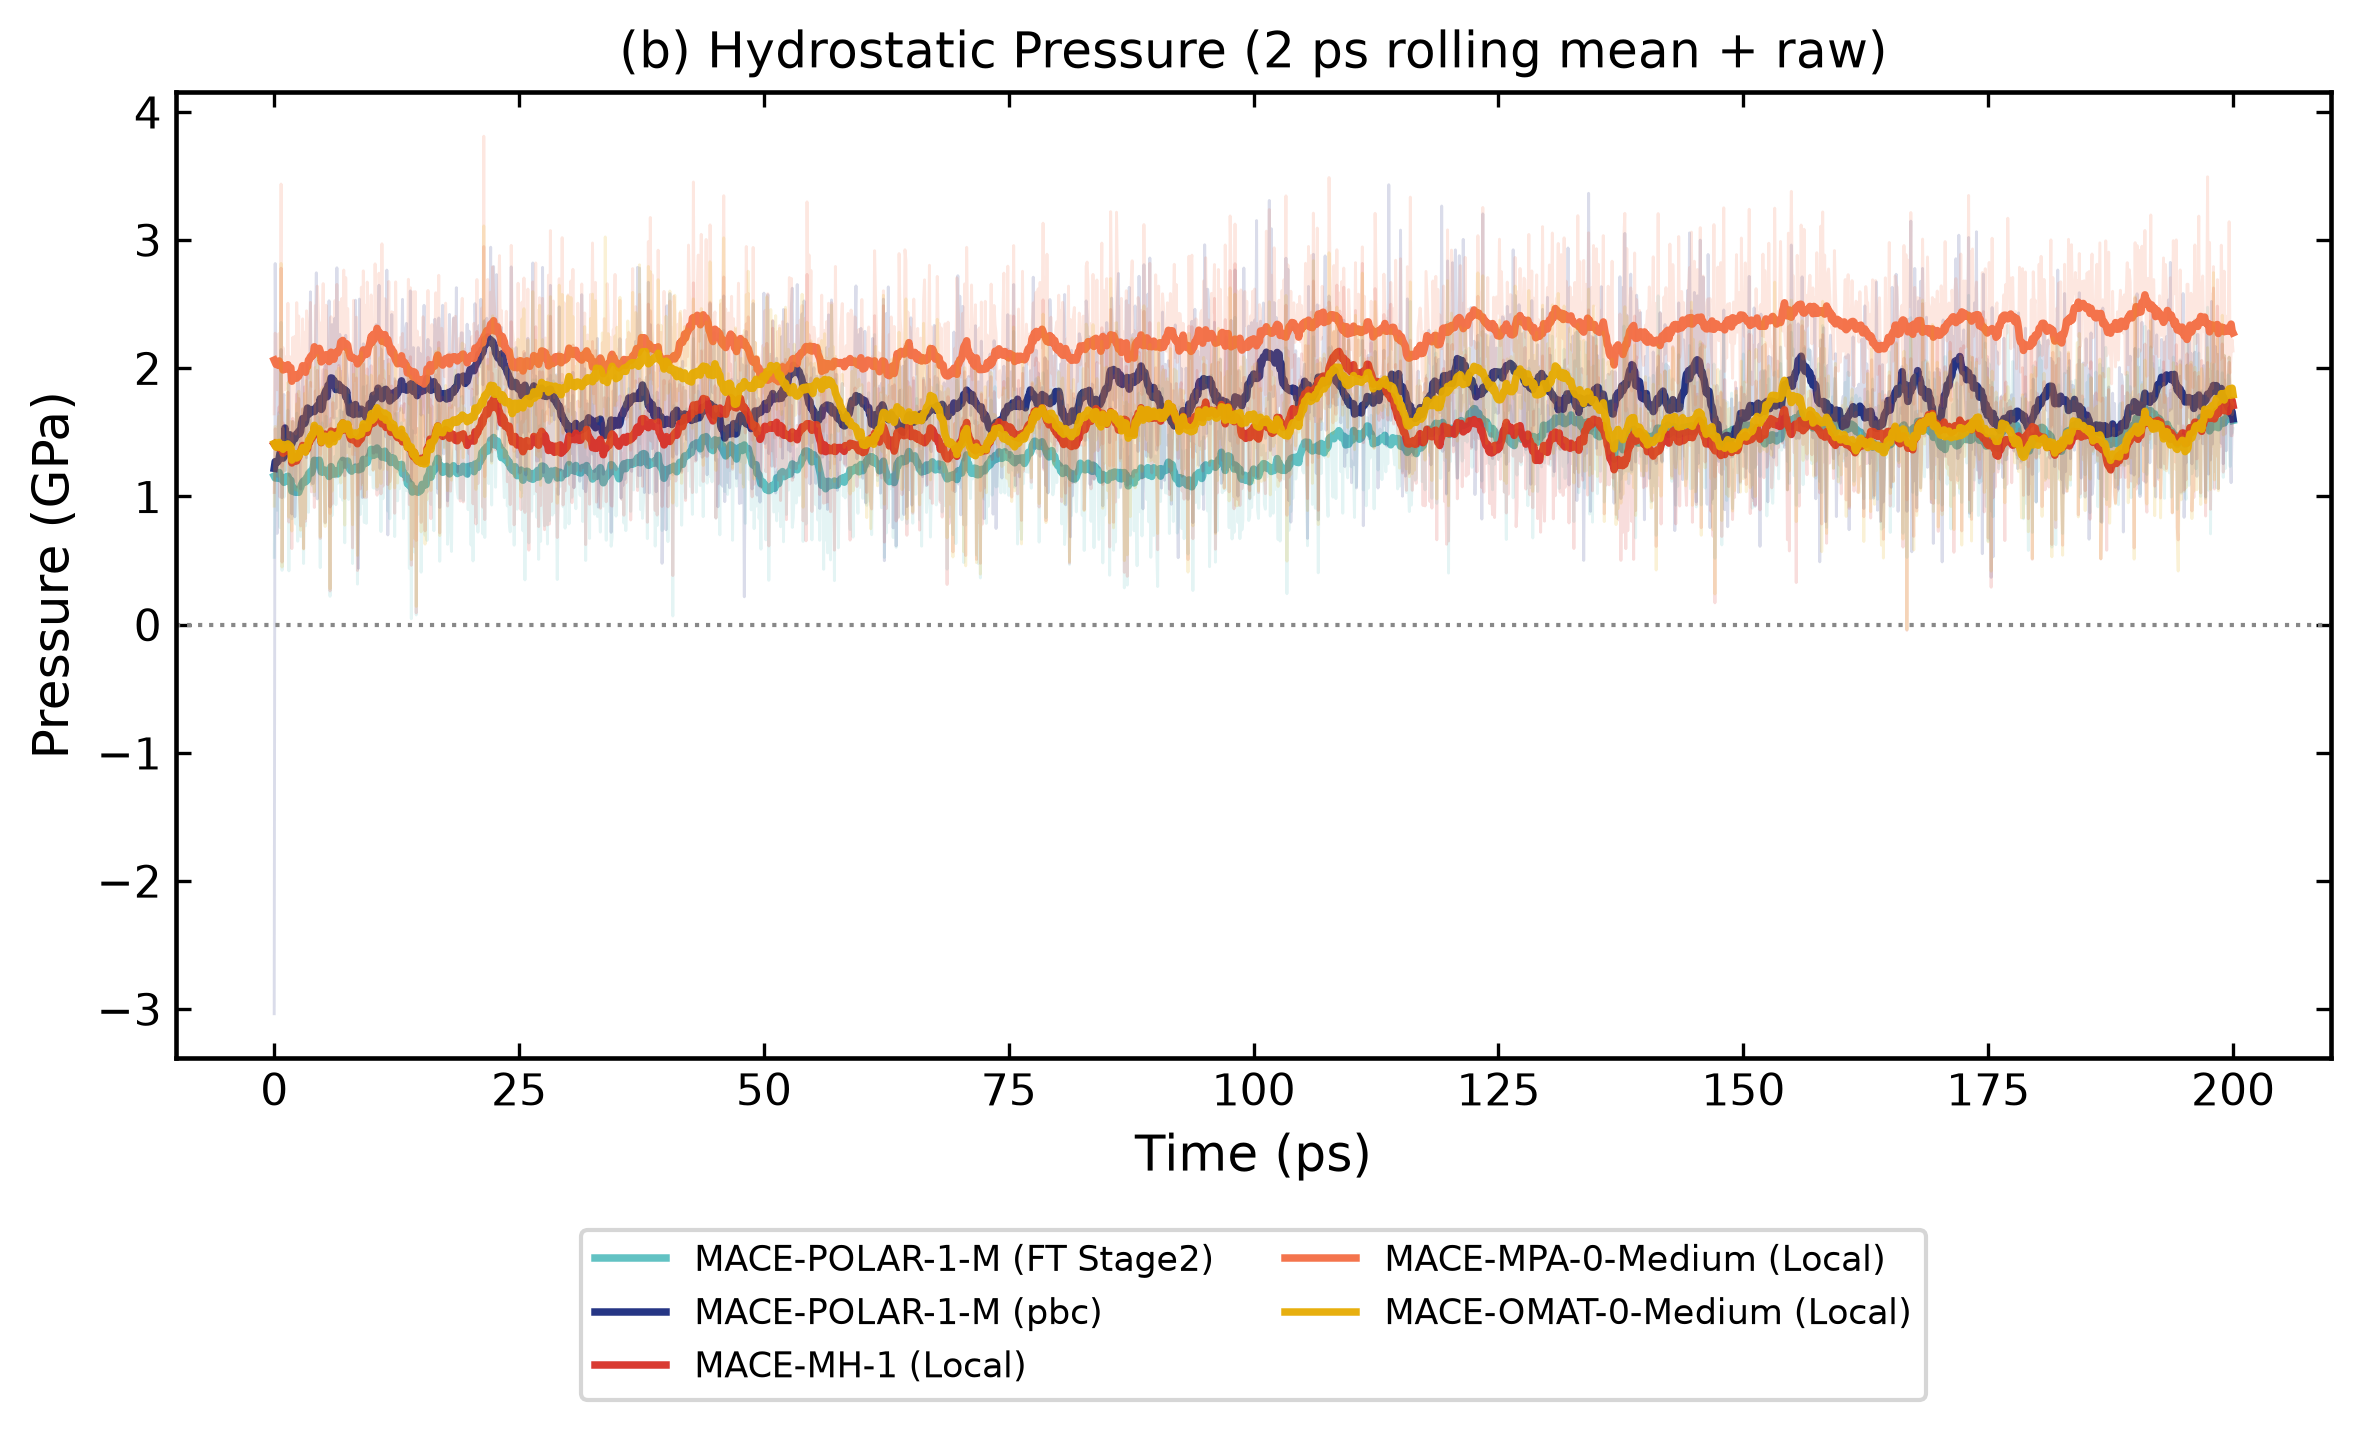 (b) Hydrostatic Pressure (2 ps rolling mean + raw)
Pressure (GPa)
4
3
2
1
0
−1
−2
−3
0 25 50 75 100 125 150 175 200
Time (ps)
MACE-POLAR-1-M (FT Stage2)
MACE-POLAR-1-M (pbc)
MACE-MH-1 (Local)
MACE-MPA-0-Medium (Local)
MACE-OMAT-0-Medium (Local)